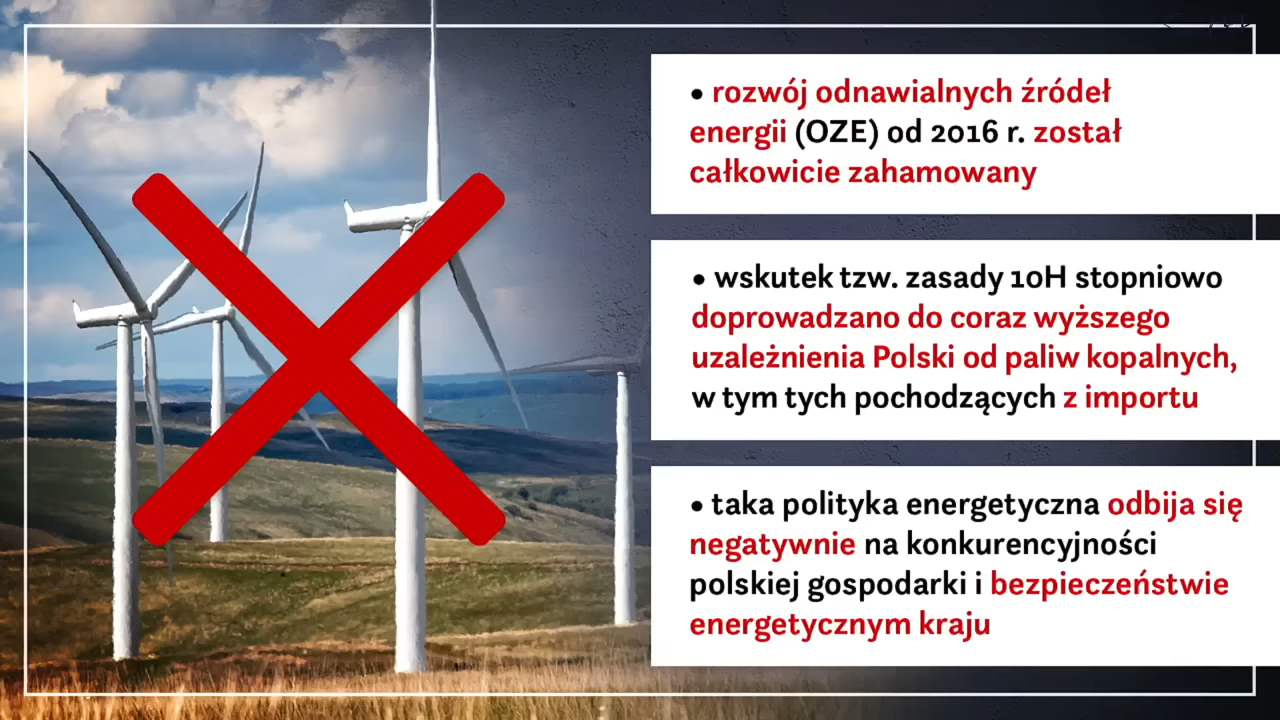 • rozwój odnawialnych źródeł
energii (OZE) od 2016 r. został
całkowicie zahamowany
• wskutek tzw. zasady 10H stopniowo
doprowadzano do coraz wyższego
uzależnienia Polski od paliw kopalnych,
w tym tych pochodzących z importu
• taka polityka energetyczna odbija się
negatywnie na konkurencyjności
polskiej gospodarki i bezpieczeństwie
energetycznym kraju